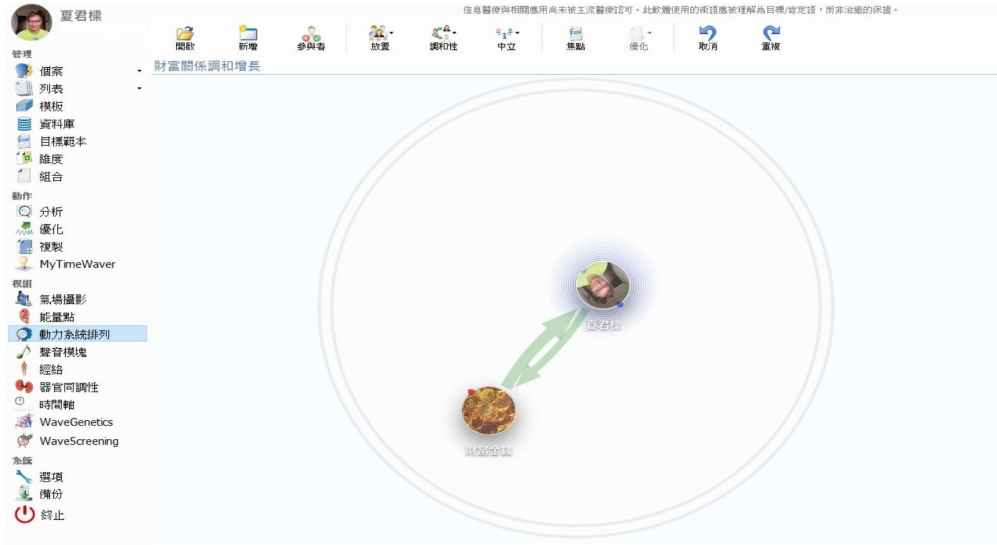 夏君樑
信息醫療與相關應用尚未被主流醫療認可。此軟體使用的術語應被理解為目標/肯定語，而非治癒的保證。
開啟 新增 參與者 放置 調和性 中立 焦點 優化 取消 重複
財富關係調和增長
管理
個案
列表
模板
資料庫
目標範本
維度
組合
動作
分析
優化
複製
MyTimeWaver
模組
氣場攝影
能量點
動力系統排列
聲音模塊
經絡
器官同調性
時間軸
WaveGenetics
WaveScreening
系統
選項
備份
終止
夏君樑
財富金錢